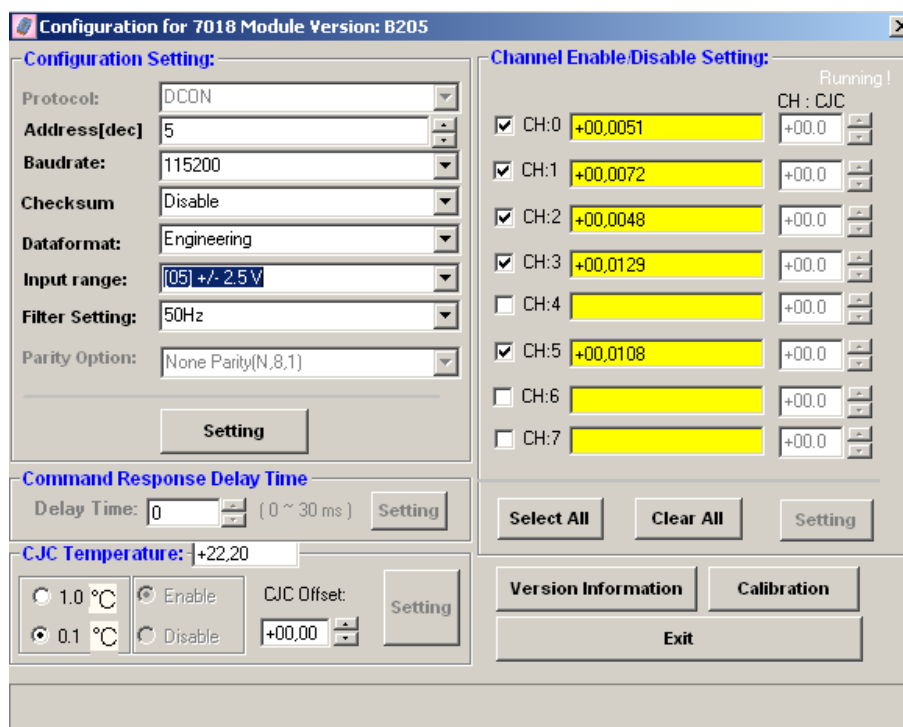 Configuration for 7018 Module Version: B205
Configuration Setting:
Protocol: DCON
Address[dec] 5
Baudrate: 115200
Checksum Disable
Dataformat: Engineering
Input range: [05] +/- 2.5 V
Filter Setting: 50Hz
Parity Option: None Parity(N,8,1)
Setting
Command Response Delay Time
Delay Time: 0 ( 0 ~ 30 ms ) Setting
CJC Temperature: +22,20
1.0 °C
0.1 °C
Enable
Disable
CJC Offset:
+00,00
Setting
Channel Enable/Disable Setting:
Running !
CH : CJC
CH:0 +00,0051 +00.0
CH:1 +00,0072 +00.0
CH:2 +00,0048 +00.0
CH:3 +00,0129 +00.0
CH:4 +00.0
CH:5 +00,0108 +00.0
CH:6 +00.0
CH:7 +00.0
Select All Clear All Setting
Version Information Calibration
Exit